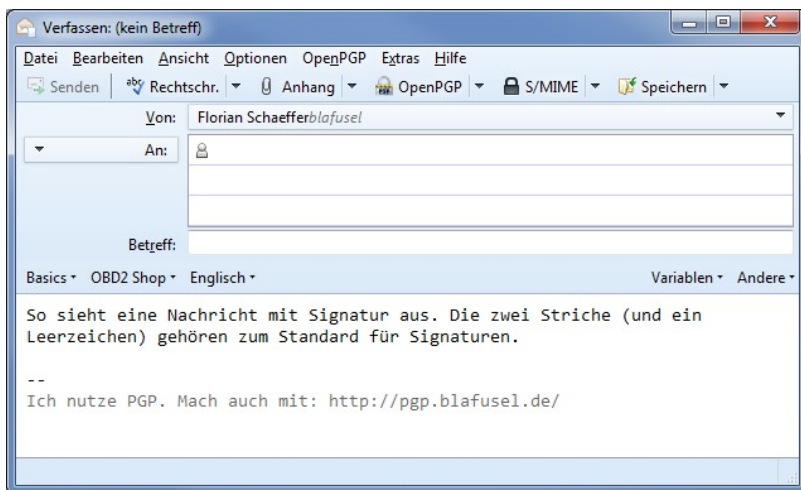 Verfassen: (kein Betreff)
Datei Bearbeiten Ansicht Optionen OpenPGP Extras Hilfe
Senden Rechtschr. Anhang OpenPGP S/MIME Speichern
Von: Florian Schaefferblafusel
An:
Betreff:
Basics OBD2 Shop Englisch Variablen Andere
So sieht eine Nachricht mit Signatur aus. Die zwei Striche (und ein
Leerzeichen) gehören zum Standard für Signaturen.
--
Ich nutze PGP. Mach auch mit: http://pgp.blafusel.de/